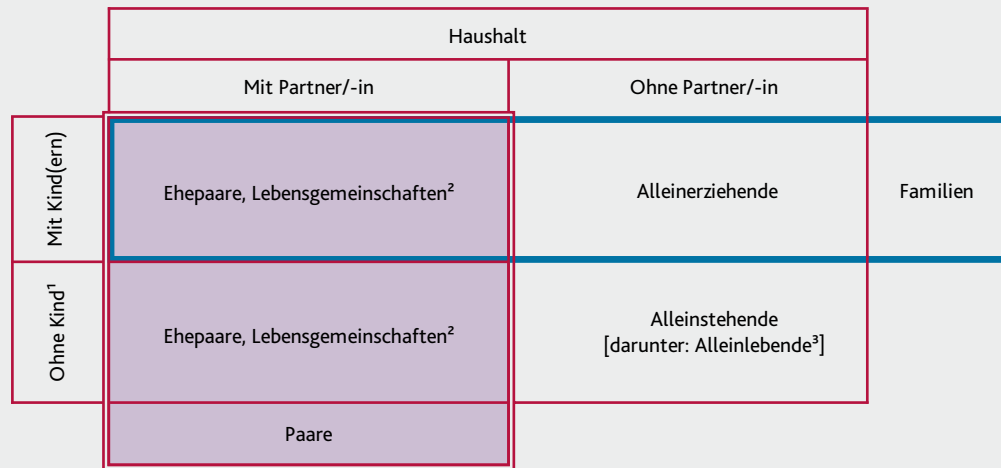 Haushalt
Mit Partner/-in
Ohne Partner/-in
Mit Kind(ern)
Ehepaare, Lebensgemeinschaften²
Alleinerziehende
Familien
Ohne Kind¹
Ehepaare, Lebensgemeinschaften²
Alleinstehende
[darunter: Alleinlebende³]
Paare